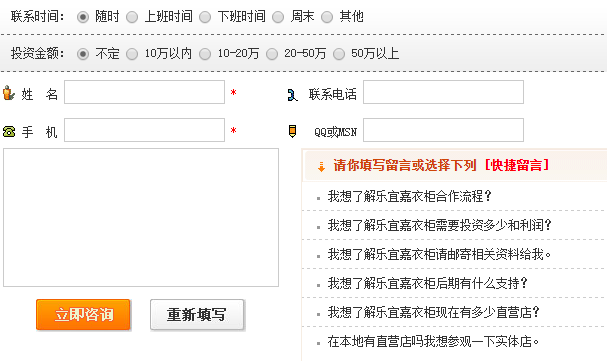 联系时间： 随时 上班时间 下班时间 周末 其他
投资金额： 不定 10万以内 10-20万 20-50万 50万以上
姓 名 * 联系电话
手 机 * QQ或MSN
请你填写留言或选择下列 [快捷留言]
我想了解乐宜嘉衣柜合作流程？
我想了解乐宜嘉衣柜需要投资多少和利润？
我想了解乐宜嘉衣柜请邮寄相关资料给我。
我想了解乐宜嘉衣柜后期有什么支持？
我想了解乐宜嘉衣柜现在有多少直营店？
在本地有直营店吗我想参观一下实体店。
立即咨询 重新填写